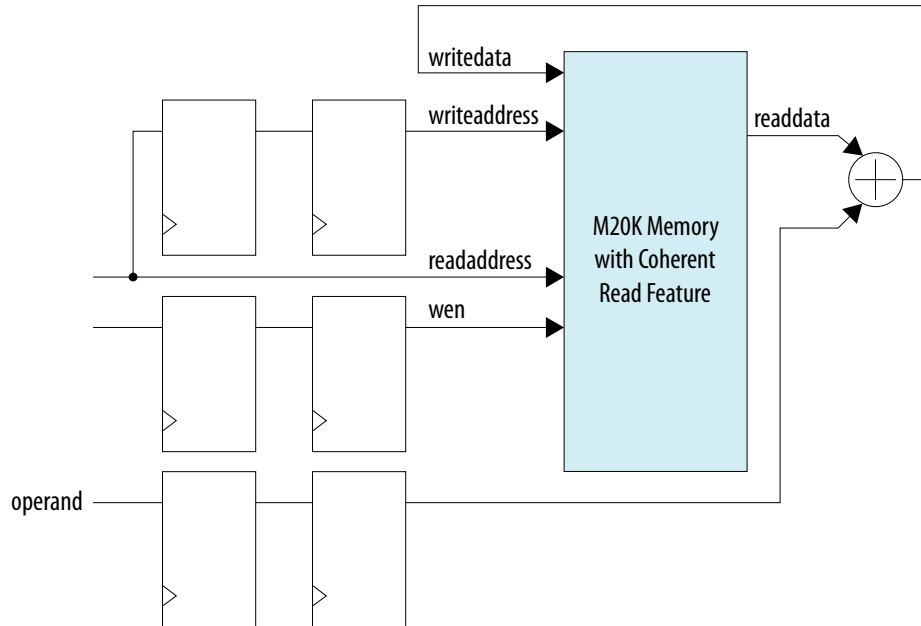 writedata
writeaddress
readdata
readaddress
M20K Memory
with Coherent
Read Feature
wen
operand